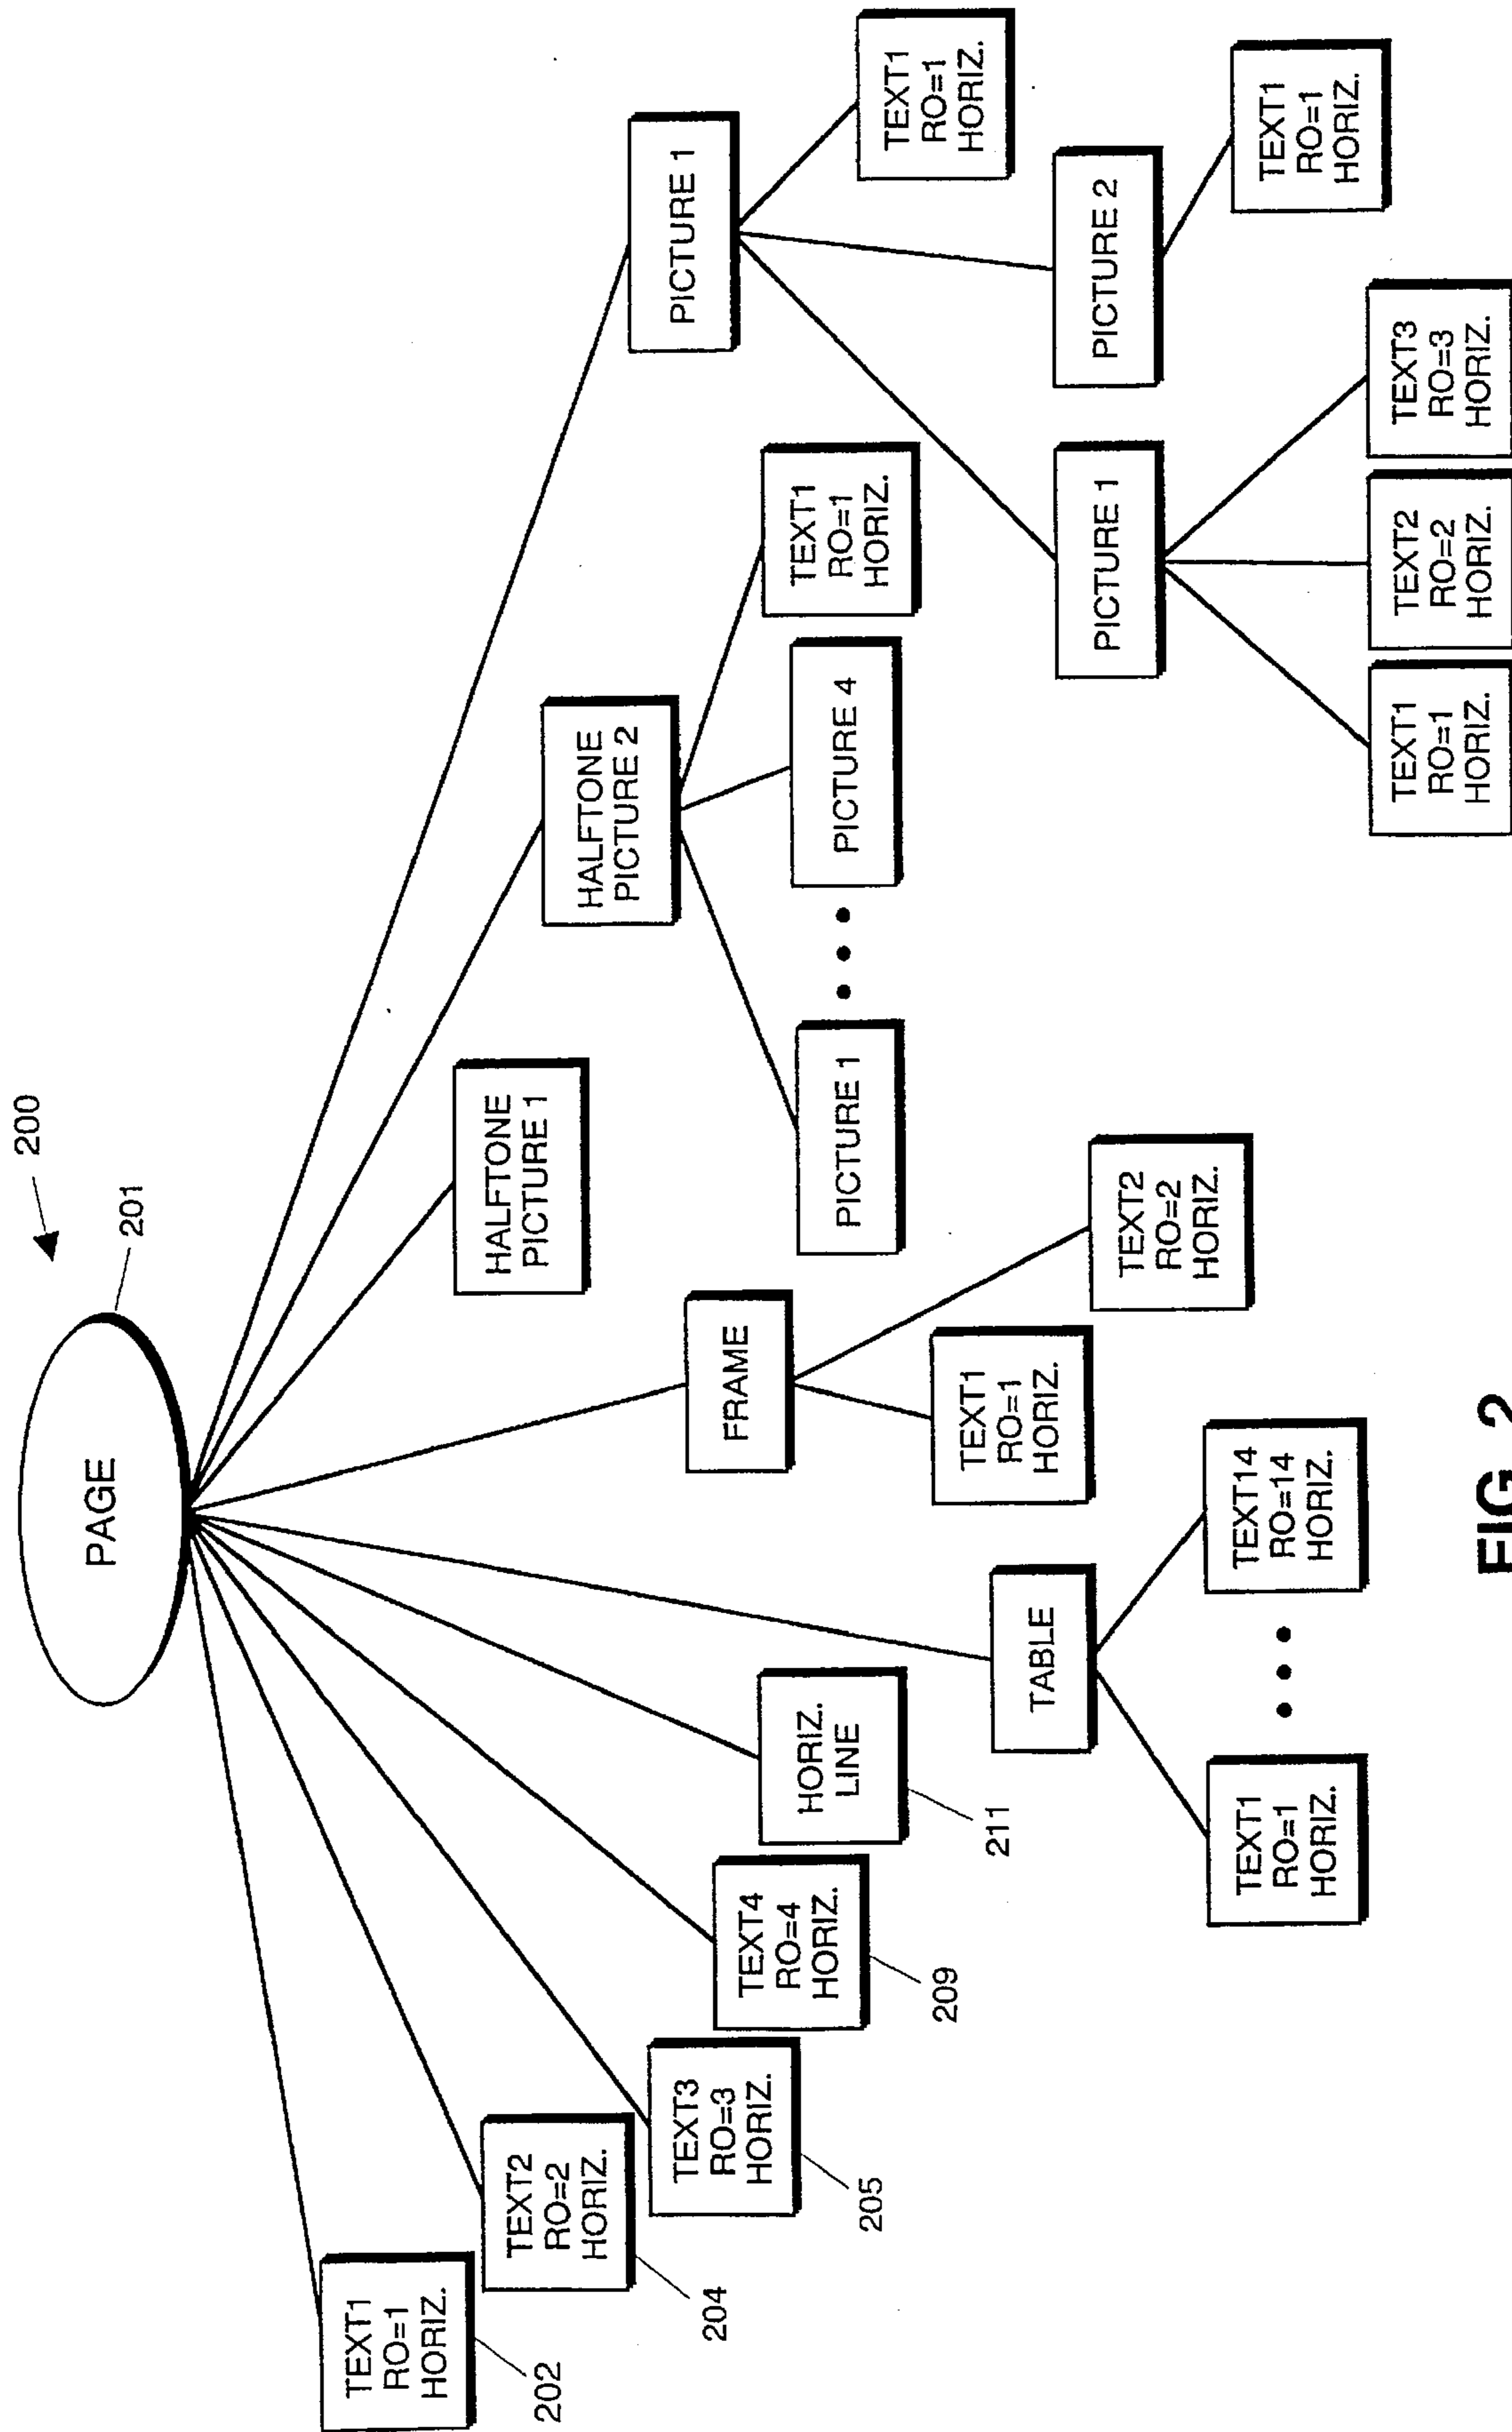 200
201
PAGE
TEXT1
RO=1
HORIZ.
202
TEXT2
RO=2
HORIZ.
204
TEXT3
RO=3
HORIZ.
205
TEXT4
RO=4
HORIZ.
209
HORIZ.
LINE
211
TABLE
TEXT1
RO=1
HORIZ.
TEXT14
RO=14
HORIZ.
FRAME
TEXT1
RO=1
HORIZ.
TEXT2
RO=2
HORIZ.
HALFTONE
PICTURE 1
HALFTONE
PICTURE 2
PICTURE 1
PICTURE 4
TEXT1
RO=1
HORIZ.
PICTURE 1
PICTURE 1
TEXT1
RO=1
HORIZ.
TEXT2
RO=2
HORIZ.
TEXT3
RO=3
HORIZ.
PICTURE 2
TEXT1
RO=1
HORIZ.
TEXT1
RO=1
HORIZ.
FIG. 2